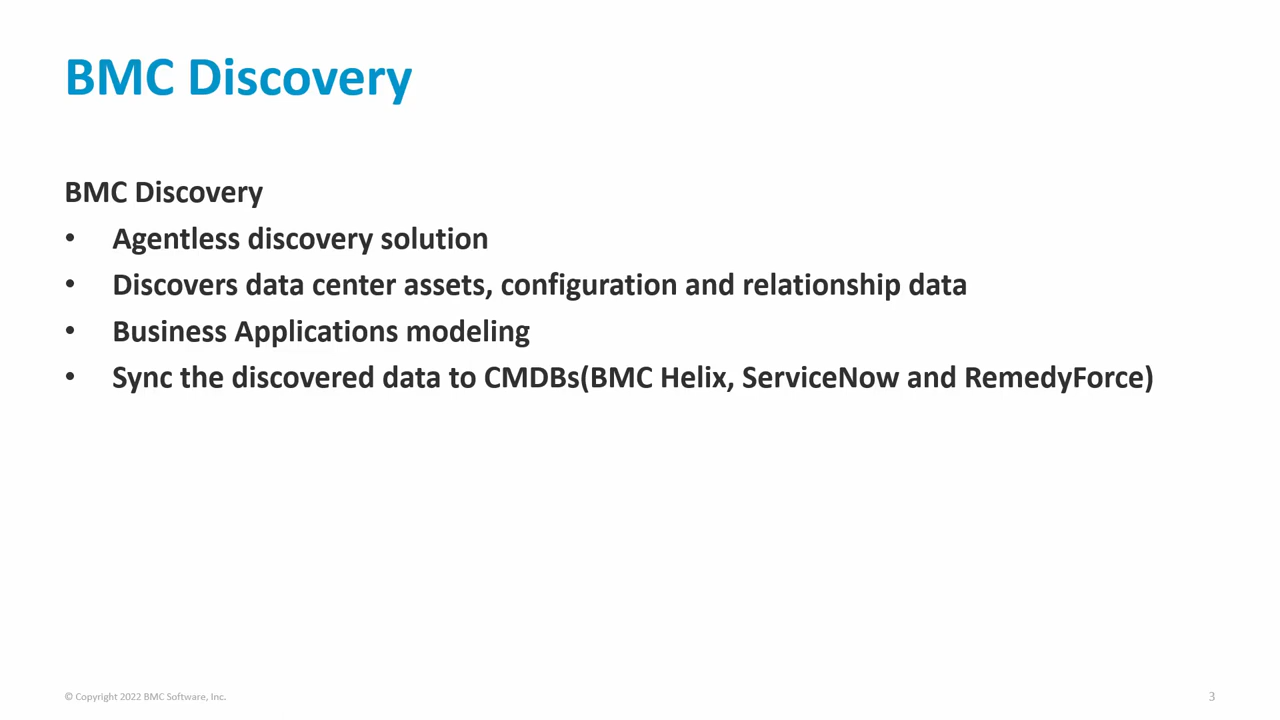 BMC Discovery
BMC Discovery
• Agentless discovery solution
• Discovers data center assets, configuration and relationship data
• Business Applications modeling
• Sync the discovered data to CMDBs(BMC Helix, ServiceNow and RemedyForce)
© Copyright 2022 BMC Software, Inc.
3